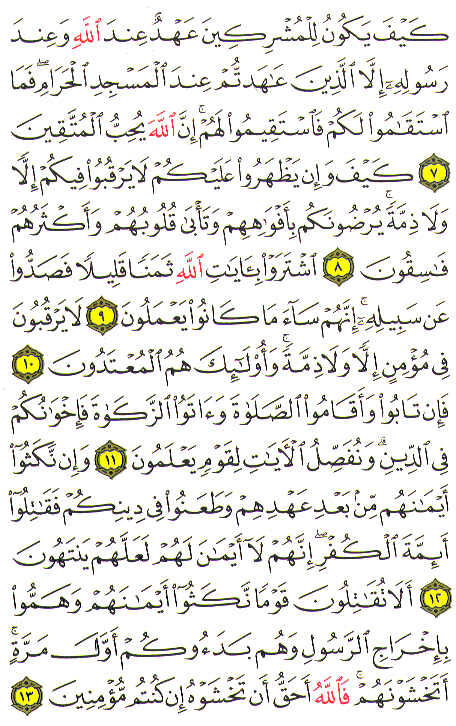 كَيْفَ يَكُونُ لِلْمُشْرِكِينَ عَهْدٌ عِندَ ٱللَّهِ وَعِندَ
رَسُولِهِۦٓ إِلَّا ٱلَّذِينَ عَٰهَدتُّمْ عِندَ ٱلْمَسْجِدِ ٱلْحَرَامِ ۖ فَمَا
ٱسْتَقَٰمُوا۟ لَكُمْ فَٱسْتَقِيمُوا۟ لَهُمْ ۚ إِنَّ ٱللَّهَ يُحِبُّ ٱلْمُتَّقِينَ
٧ كَيْفَ وَإِن يَظْهَرُوا۟ عَلَيْكُمْ لَا يَرْقُبُوا۟ فِيكُمْ إِلًّا
وَلَا ذِمَّةً ۚ يُرْضُونَكُم بِأَفْوَٰهِهِمْ وَتَأْبَىٰ قُلُوبُهُمْ وَأَكْثَرُهُمْ
فَٰسِقُونَ ٨ ٱشْتَرَوْا۟ بِـَٔايَٰتِ ٱللَّهِ ثَمَنًا قَلِيلًا فَصَدُّوا۟
عَن سَبِيلِهِۦٓ ۚ إِنَّهُمْ سَآءَ مَا كَانُوا۟ يَعْمَلُونَ ٩ لَا يَرْقُبُونَ
فِى مُؤْمِنٍ إِلًّا وَلَا ذِمَّةً ۚ وَأُو۟لَٰٓئِكَ هُمُ ٱلْمُعْتَدُونَ ١٠
فَإِن تَابُوا۟ وَأَقَامُوا۟ ٱلصَّلَوٰةَ وَءَاتَوُا۟ ٱلزَّكَوٰةَ فَإِخْوَٰنُكُمْ
فِى ٱلدِّينِ ۗ وَنُفَصِّلُ ٱلْـَٔايَٰتِ لِقَوْمٍ يَعْلَمُونَ ١١ وَإِن نَّكَثُوٓا۟
أَيْمَٰنَهُم مِّنۢ بَعْدِ عَهْدِهِمْ وَطَعَنُوا۟ فِى دِينِكُمْ فَقَٰتِلُوٓا۟
أَئِمَّةَ ٱلْكُفْرِ ۙ إِنَّهُمْ لَآ أَيْمَٰنَ لَهُمْ لَعَلَّهُمْ يَنتَهُونَ
١٢ أَلَا تُقَٰتِلُونَ قَوْمًا نَّكَثُوٓا۟ أَيْمَٰنَهُمْ وَهَمُّوا۟
بِإِخْرَاجِ ٱلرَّسُولِ وَهُم بَدَءُوكُمْ أَوَّلَ مَرَّةٍ ۚ
أَتَخْشَوْنَهُمْ ۚ فَٱللَّهُ أَحَقُّ أَن تَخْشَوْهُ إِن كُنتُم مُّؤْمِنِينَ ١٣